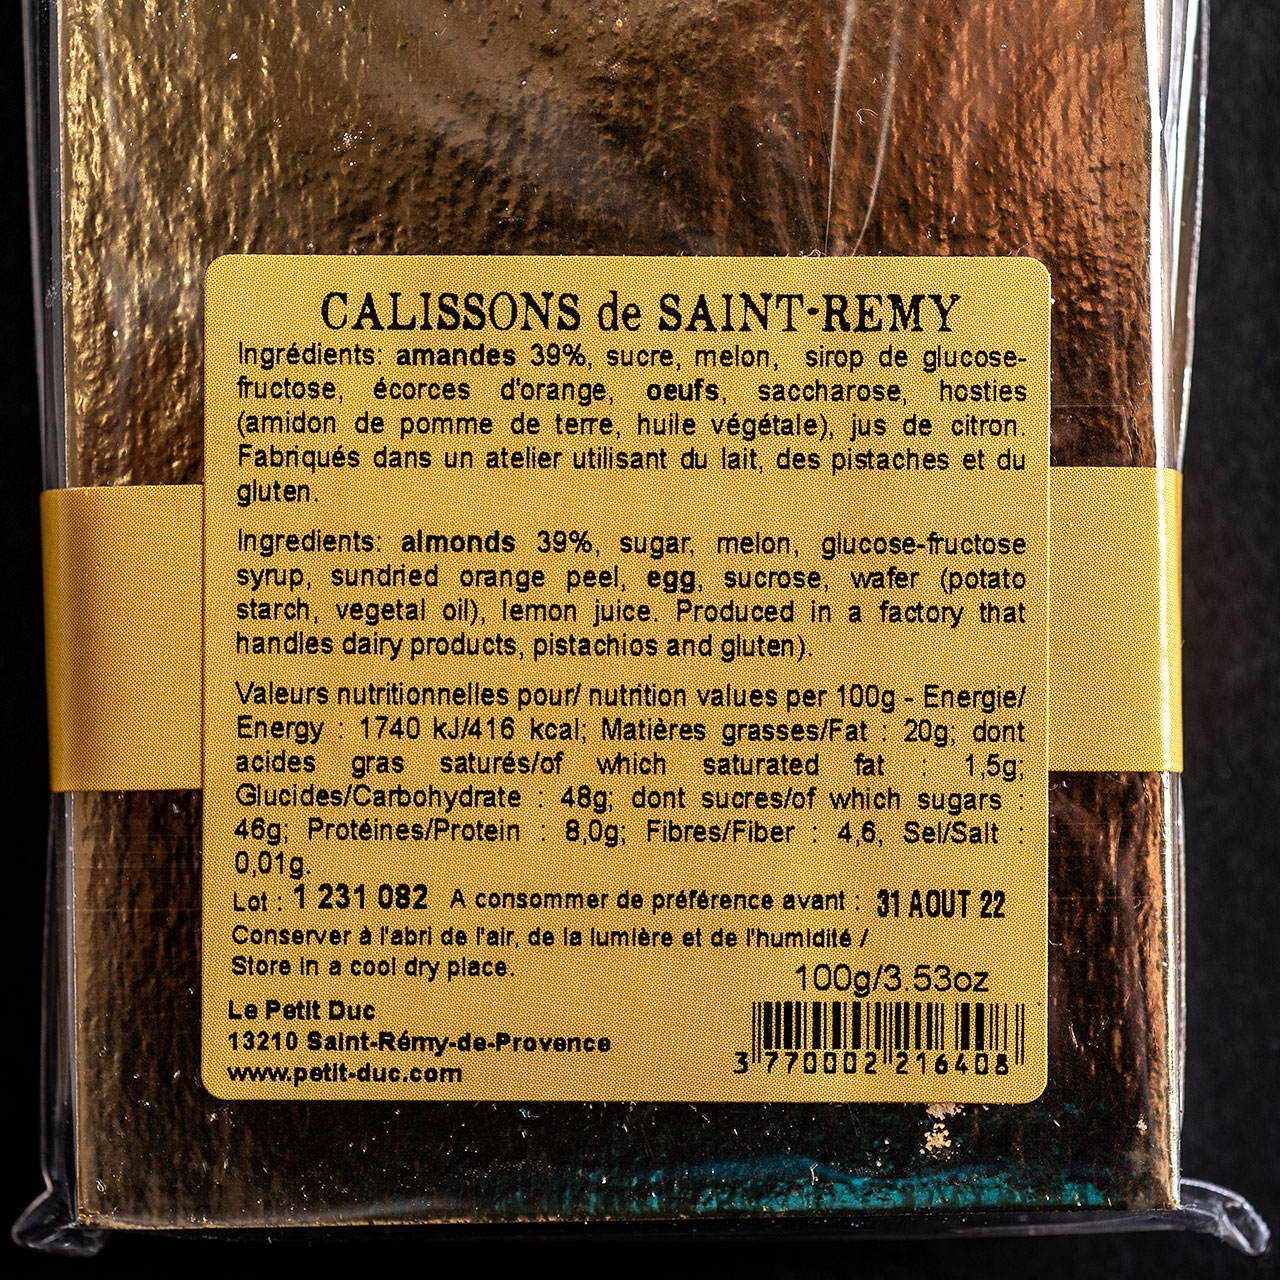 CALISSONS de SAINT-REMY
Ingrédients: amandes 39%, sucre, melon, sirop de glucose-
fructose, écorces d'orange, oeufs, saccharose, hosties
(amidon de pomme de terre, huile végétale), jus de citron.
Fabriqués dans un atelier utilisant du lait, des pistaches et du
gluten.
Ingredients: almonds 39%, sugar, melon, glucose-fructose
syrup, sundried orange peel, egg, sucrose, wafer (potato
starch, vegetal oil), lemon juice. Produced in a factory that
handles dairy products, pistachios and gluten).
Valeurs nutritionnelles pour/ nutrition values per 100g - Energie/
Energy : 1740 kJ/416 kcal; Matières grasses/Fat : 20g; dont
acides gras saturés/of which saturated fat : 1,5g;
Glucides/Carbohydrate : 48g; dont sucres/of which sugars :
46g; Protéines/Protein : 8,0g; Fibres/Fiber : 4,6, Sel/Salt :
0,01g.
Lot : 1 231 082 A consommer de préférence avant : 31 AOUT 22
Conserver à l'abri de l'air, de la lumière et de l'humidité /
Store in a cool dry place.
100g/3.53oz
Le Petit Duc
13210 Saint-Rémy-de-Provence
www.petit-duc.com
3 770002 216408